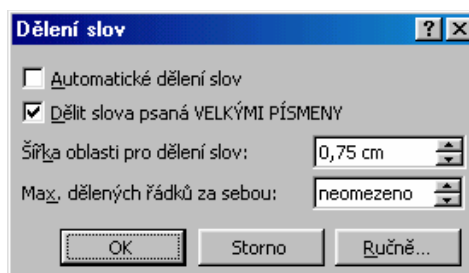 Dělení slov
Automatické dělení slov
Dělit slova psaná VELKÝMI PÍSMENY
Šířka oblasti pro dělení slov: 0,75 cm
Max. dělených řádků za sebou: neomezeno
OK Storno Ručně...